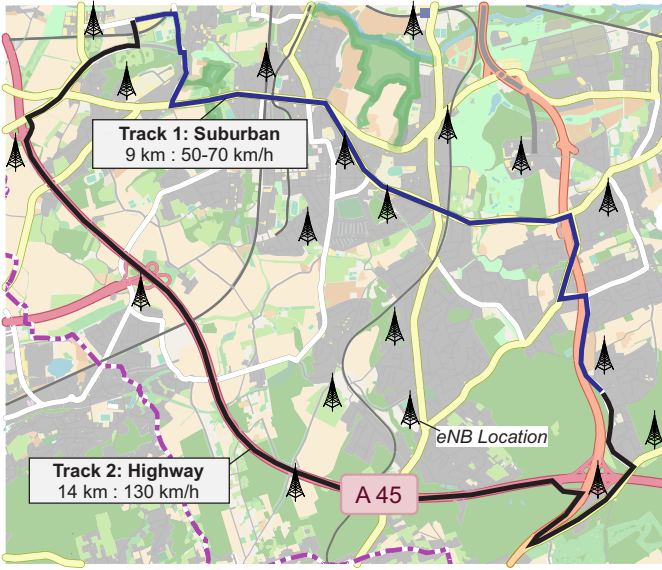 Track 1: Suburban
9 km : 50-70 km/h
eNB Location
Track 2: Highway
14 km : 130 km/h
A 45